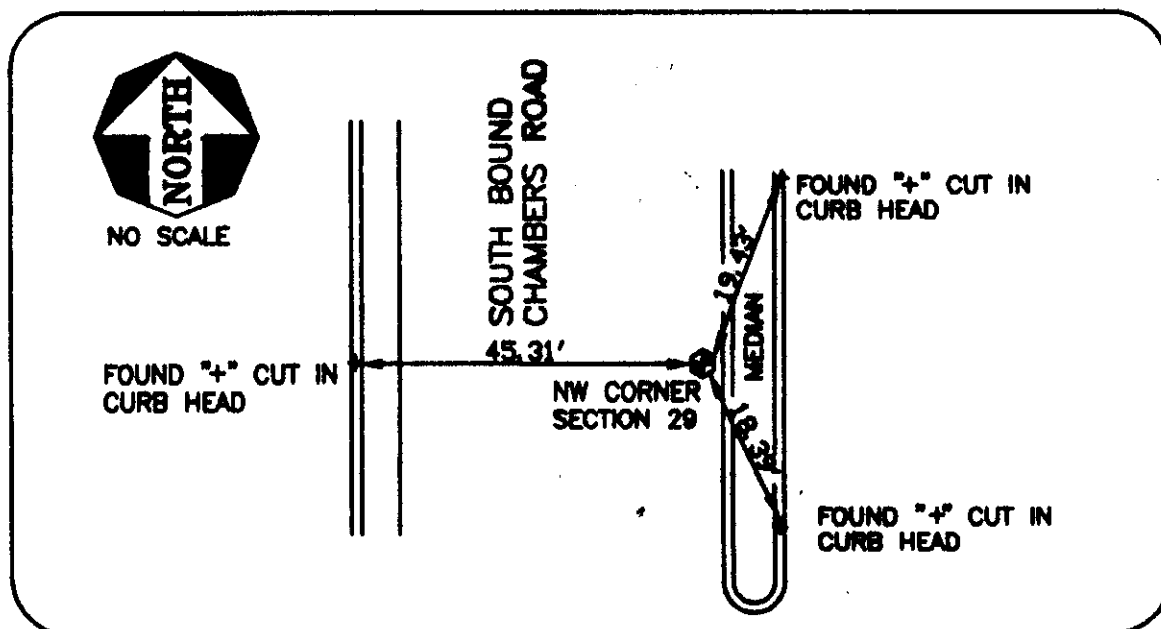 NORTH
NO SCALE
SOUTH BOUND
CHAMBERS ROAD
FOUND "+" CUT IN
CURB HEAD
19.43'
MEDIAN
45.31'
FOUND "+" CUT IN
CURB HEAD
NW CORNER
SECTION 29
FOUND "+" CUT IN
CURB HEAD